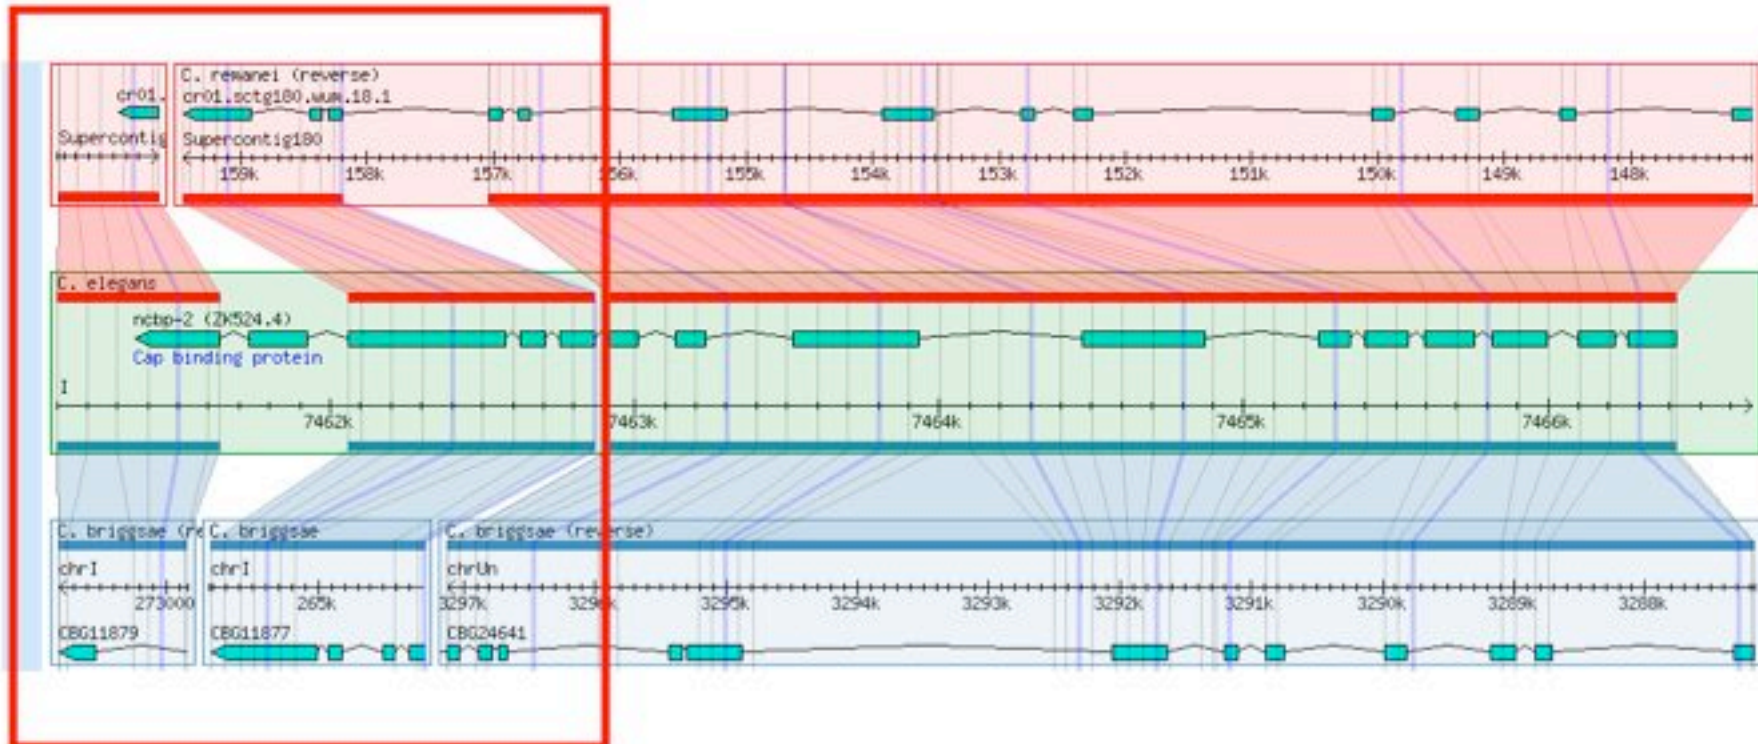 C. remanei (reverse)
cr01. cr01.sctg180.wum.18.1
Supercontig Supercontig180
159k 158k 157k 156k 155k 154k 153k 152k 151k 150k 149k 148k
C. elegans
ncbp-2 (ZK524.4)
Cap binding protein
I
7462k 7463k 7464k 7465k 7466k
C. briggsae (re C. briggsae C. briggsae (reverse)
chrI chrI chrUn
273000 265k 3297k 3296k 3295k 3294k 3293k 3292k 3291k 3290k 3289k 3288k
CBG11879 CBG11877 CBG24641